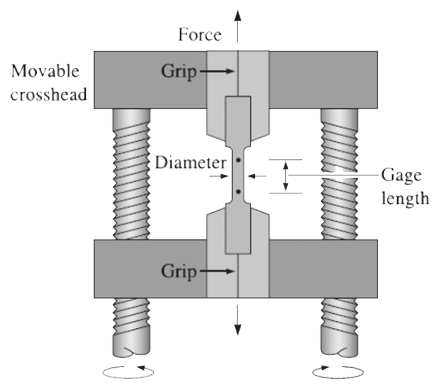 Force
Movable
crosshead
Grip
Diameter
Gage
length
Grip